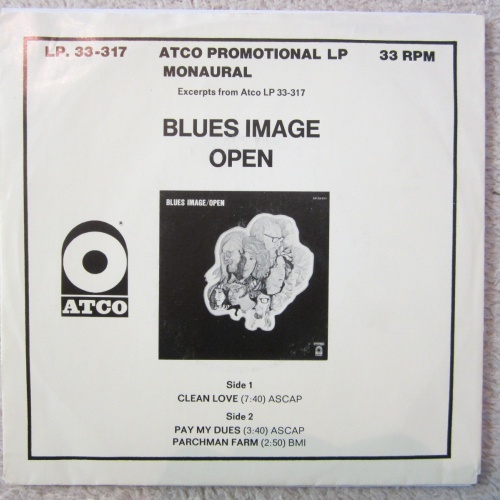 LP. 33-317 ATCO PROMOTIONAL LP 33 RPM
MONAURAL
Excerpts from Atco LP 33-317
BLUES IMAGE
OPEN
BLUES IMAGE/OPEN
ATCO
Side 1
CLEAN LOVE (7:40) ASCAP
Side 2
PAY MY DUES (3:40) ASCAP
PARCHMAN FARM (2:50) BMI